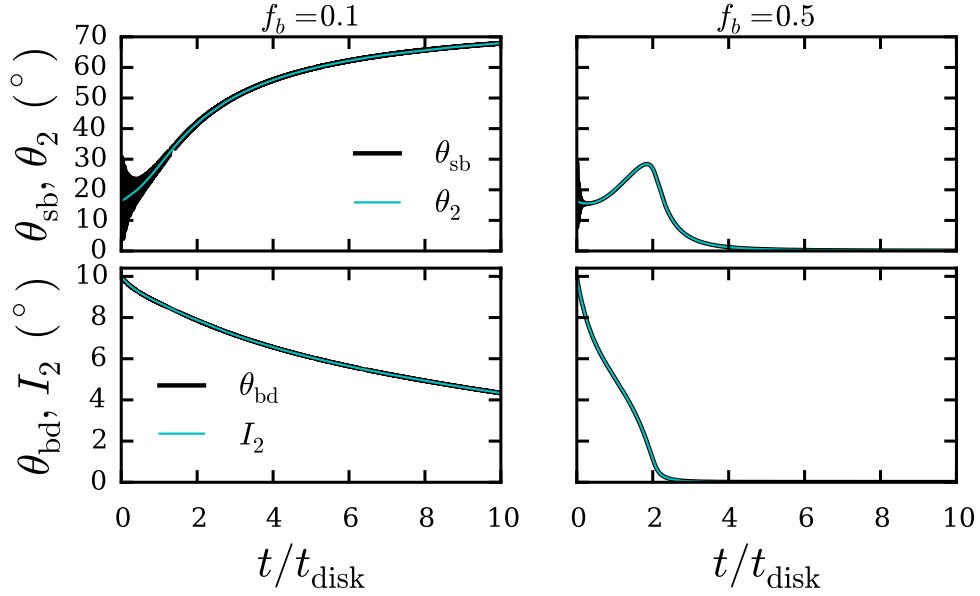 f_b =0.1
f_b =0.5
θ_sb, θ_2 (°)
70
60
50
40
30
20
10
0
θ_sb
θ_2
θ_bd, I_2 (°)
10
8
6
4
2
0
θ_bd
I_2
0 2 4 6 8 10
0 2 4 6 8 10
t/t_disk
t/t_disk